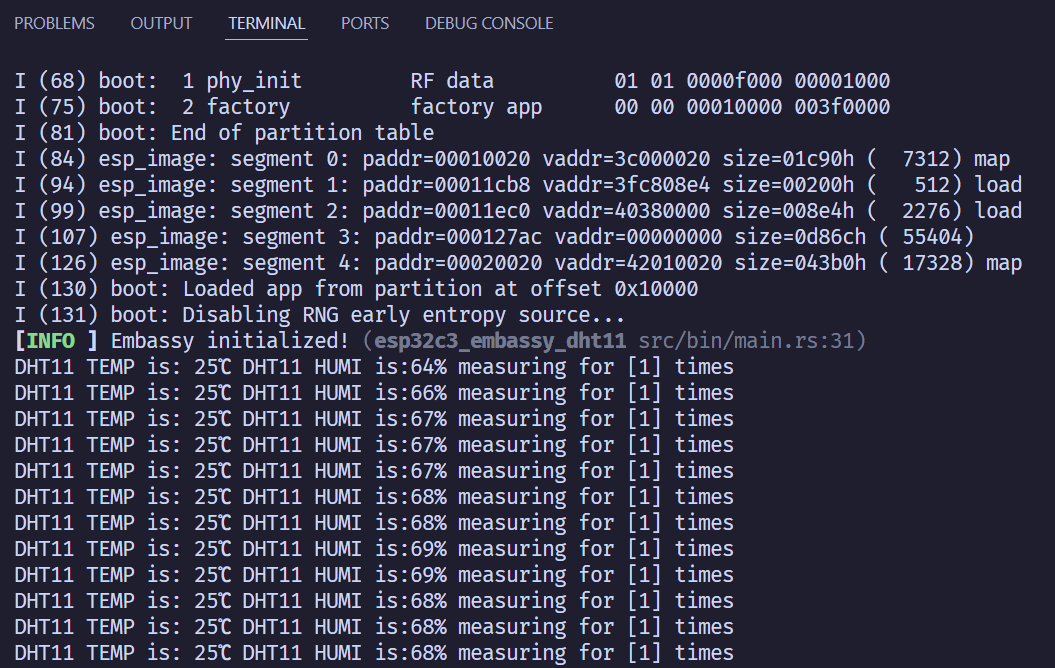 PROBLEMS OUTPUT TERMINAL PORTS DEBUG CONSOLE
I (68) boot:  1 phy_init         RF data          01 01 0000f000 00001000
I (75) boot:  2 factory          factory app      00 00 00010000 003f0000
I (81) boot: End of partition table
I (84) esp_image: segment 0: paddr=00010020 vaddr=3c000020 size=01c90h (  7312) map
I (94) esp_image: segment 1: paddr=00011cb8 vaddr=3fc808e4 size=00200h (   512) load
I (99) esp_image: segment 2: paddr=00011ec0 vaddr=40380000 size=008e4h (  2276) load
I (107) esp_image: segment 3: paddr=000127ac vaddr=00000000 size=0d86ch ( 55404)
I (126) esp_image: segment 4: paddr=00020020 vaddr=42010020 size=043b0h ( 17328) map
I (130) boot: Loaded app from partition at offset 0x10000
I (131) boot: Disabling RNG early entropy source...
[INFO ] Embassy initialized! (esp32c3_embassy_dht11 src/bin/main.rs:31)
DHT11 TEMP is: 25℃ DHT11 HUMI is:64% measuring for [1] times
DHT11 TEMP is: 25℃ DHT11 HUMI is:66% measuring for [1] times
DHT11 TEMP is: 25℃ DHT11 HUMI is:67% measuring for [1] times
DHT11 TEMP is: 25℃ DHT11 HUMI is:67% measuring for [1] times
DHT11 TEMP is: 25℃ DHT11 HUMI is:67% measuring for [1] times
DHT11 TEMP is: 25℃ DHT11 HUMI is:68% measuring for [1] times
DHT11 TEMP is: 25℃ DHT11 HUMI is:68% measuring for [1] times
DHT11 TEMP is: 25℃ DHT11 HUMI is:69% measuring for [1] times
DHT11 TEMP is: 25℃ DHT11 HUMI is:69% measuring for [1] times
DHT11 TEMP is: 25℃ DHT11 HUMI is:68% measuring for [1] times
DHT11 TEMP is: 25℃ DHT11 HUMI is:68% measuring for [1] times
DHT11 TEMP is: 25℃ DHT11 HUMI is:68% measuring for [1] times